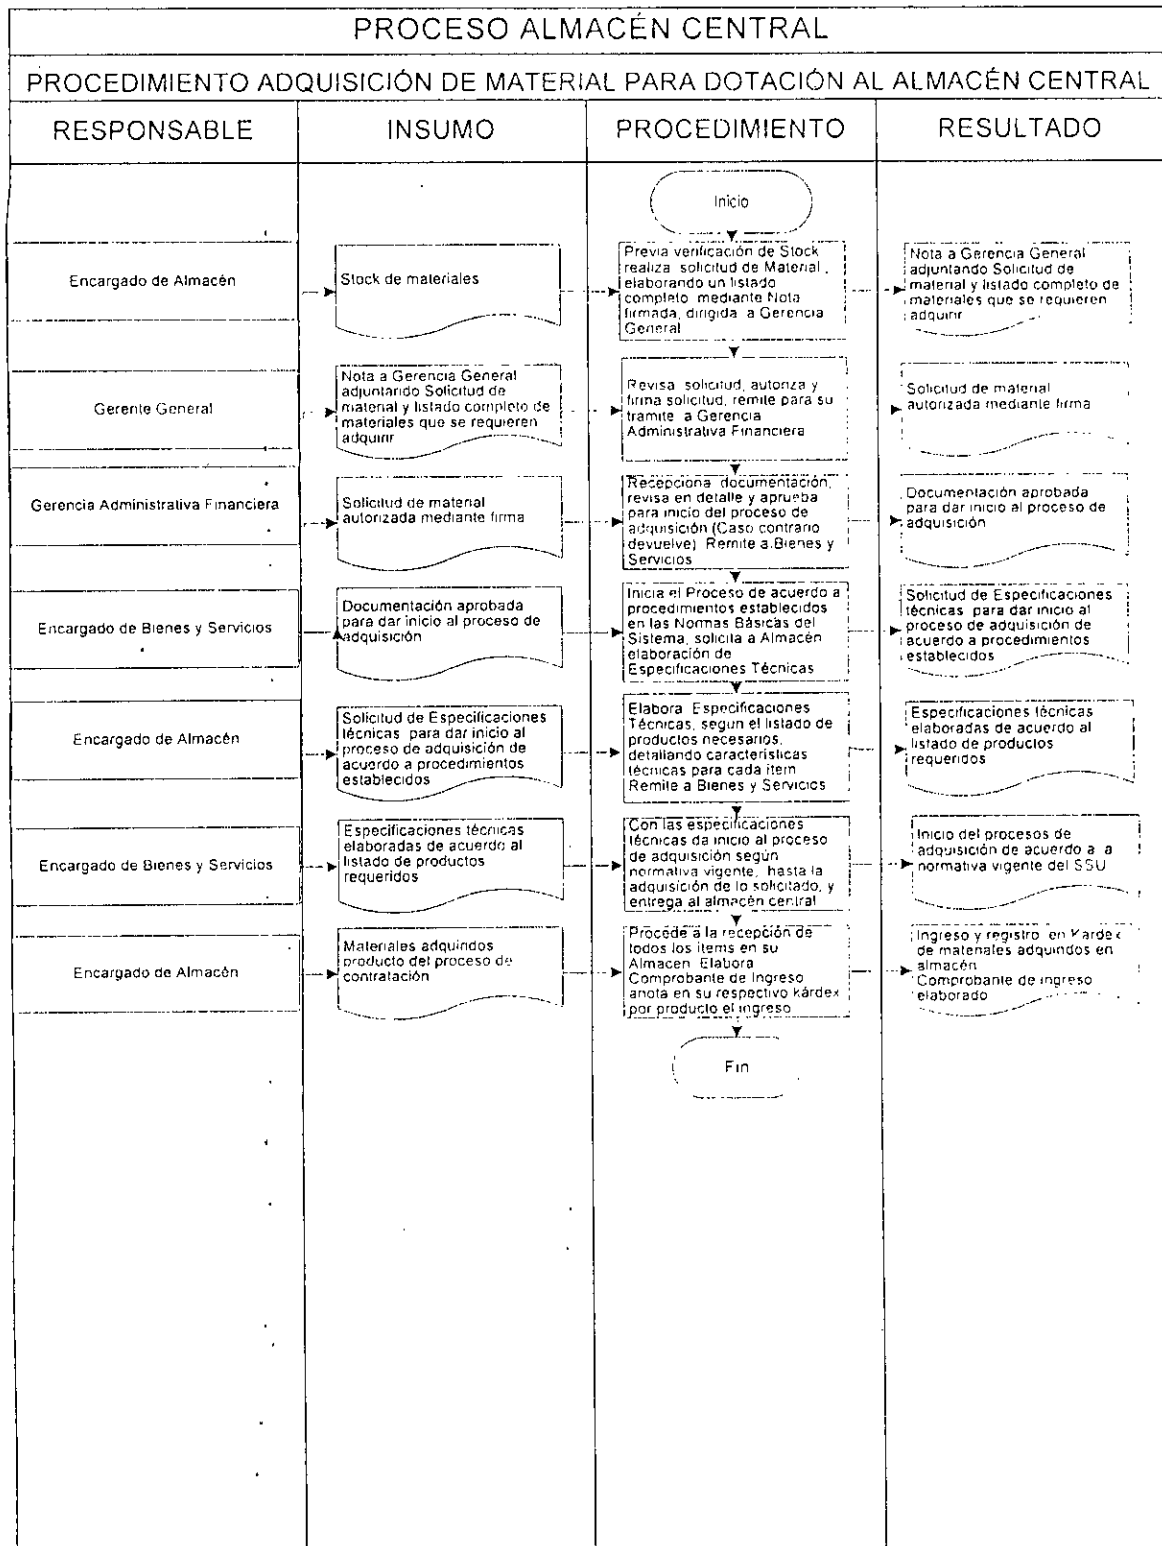 PROCESO ALMACÉN CENTRAL
PROCEDIMIENTO ADQUISICIÓN DE MATERIAL PARA DOTACIÓN AL ALMACÉN CENTRAL
RESPONSABLE
INSUMO
PROCEDIMIENTO
RESULTADO
Inicio
Encargado de Almacén
Stock de materiales
Previa verificación de Stock
realiza solicitud de Material,
elaborando un listado
completo mediante Nota
firmada, dirigida a Gerencia
General
Nota a Gerencia General
adjuntando Solicitud de
material y listado completo de
materiales que se requieren
adquirir
Gerente General
Nota a Gerencia General
adjuntando Solicitud de
material y listado completo de
materiales que se requieren
adquirir
Revisa solicitud, autoriza y
firma solicitud, remite para su
tramite a Gerencia
Administrativa Financiera
Solicitud de material
autorizada mediante firma
Gerencia Administrativa Financiera
Solicitud de material
autorizada mediante firma
Recepciona documentación,
revisa en detalle y aprueba
para inicio del proceso de
adquisición (Caso contrario
devuelve) Remite a Bienes y
Servicios
Documentación aprobada
para dar inicio al proceso de
adquisición
Encargado de Bienes y Servicios
Documentación aprobada
para dar inicio al proceso de
adquisición
Inicia el Proceso de acuerdo a
procedimientos establecidos
en las Normas Básicas del
Sistema, solicita a Almacén
elaboración de
Especificaciones Técnicas
Solicitud de Especificaciones
técnicas para dar inicio al
proceso de adquisición de
acuerdo a procedimientos
establecidos
Encargado de Almacén
Solicitud de Especificaciones
técnicas para dar inicio al
proceso de adquisición de
acuerdo a procedimientos
establecidos
Elabora Especificaciones
Técnicas, segun el listado de
productos necesarios,
detallando características
técnicas para cada item
Remite a Bienes y Servicios
Especificaciones técnicas
elaboradas de acuerdo al
listado de productos
requeridos
Encargado de Bienes y Servicios
Especificaciones técnicas
elaboradas de acuerdo al
listado de productos
requeridos
Con las especificaciones
técnicas da inicio al proceso
de adquisición según
normativa vigente, hasta la
adquisición de lo solicitado, y
entrega al almacén central
Inicio del procesos de
adquisición de acuerdo a a
normativa vigente del SSU
Encargado de Almacén
Materiales adquiridos
producto del proceso de
contratación
Procede a la recepción de
todos los items en su
Almacen Elabora
Comprobante de Ingreso
anota en su respectivo kárdex
por producto el ingreso
Ingreso y registro en Kardex
de materiales adquiridos en
almacén
Comprobante de ingreso
elaborado
Fin